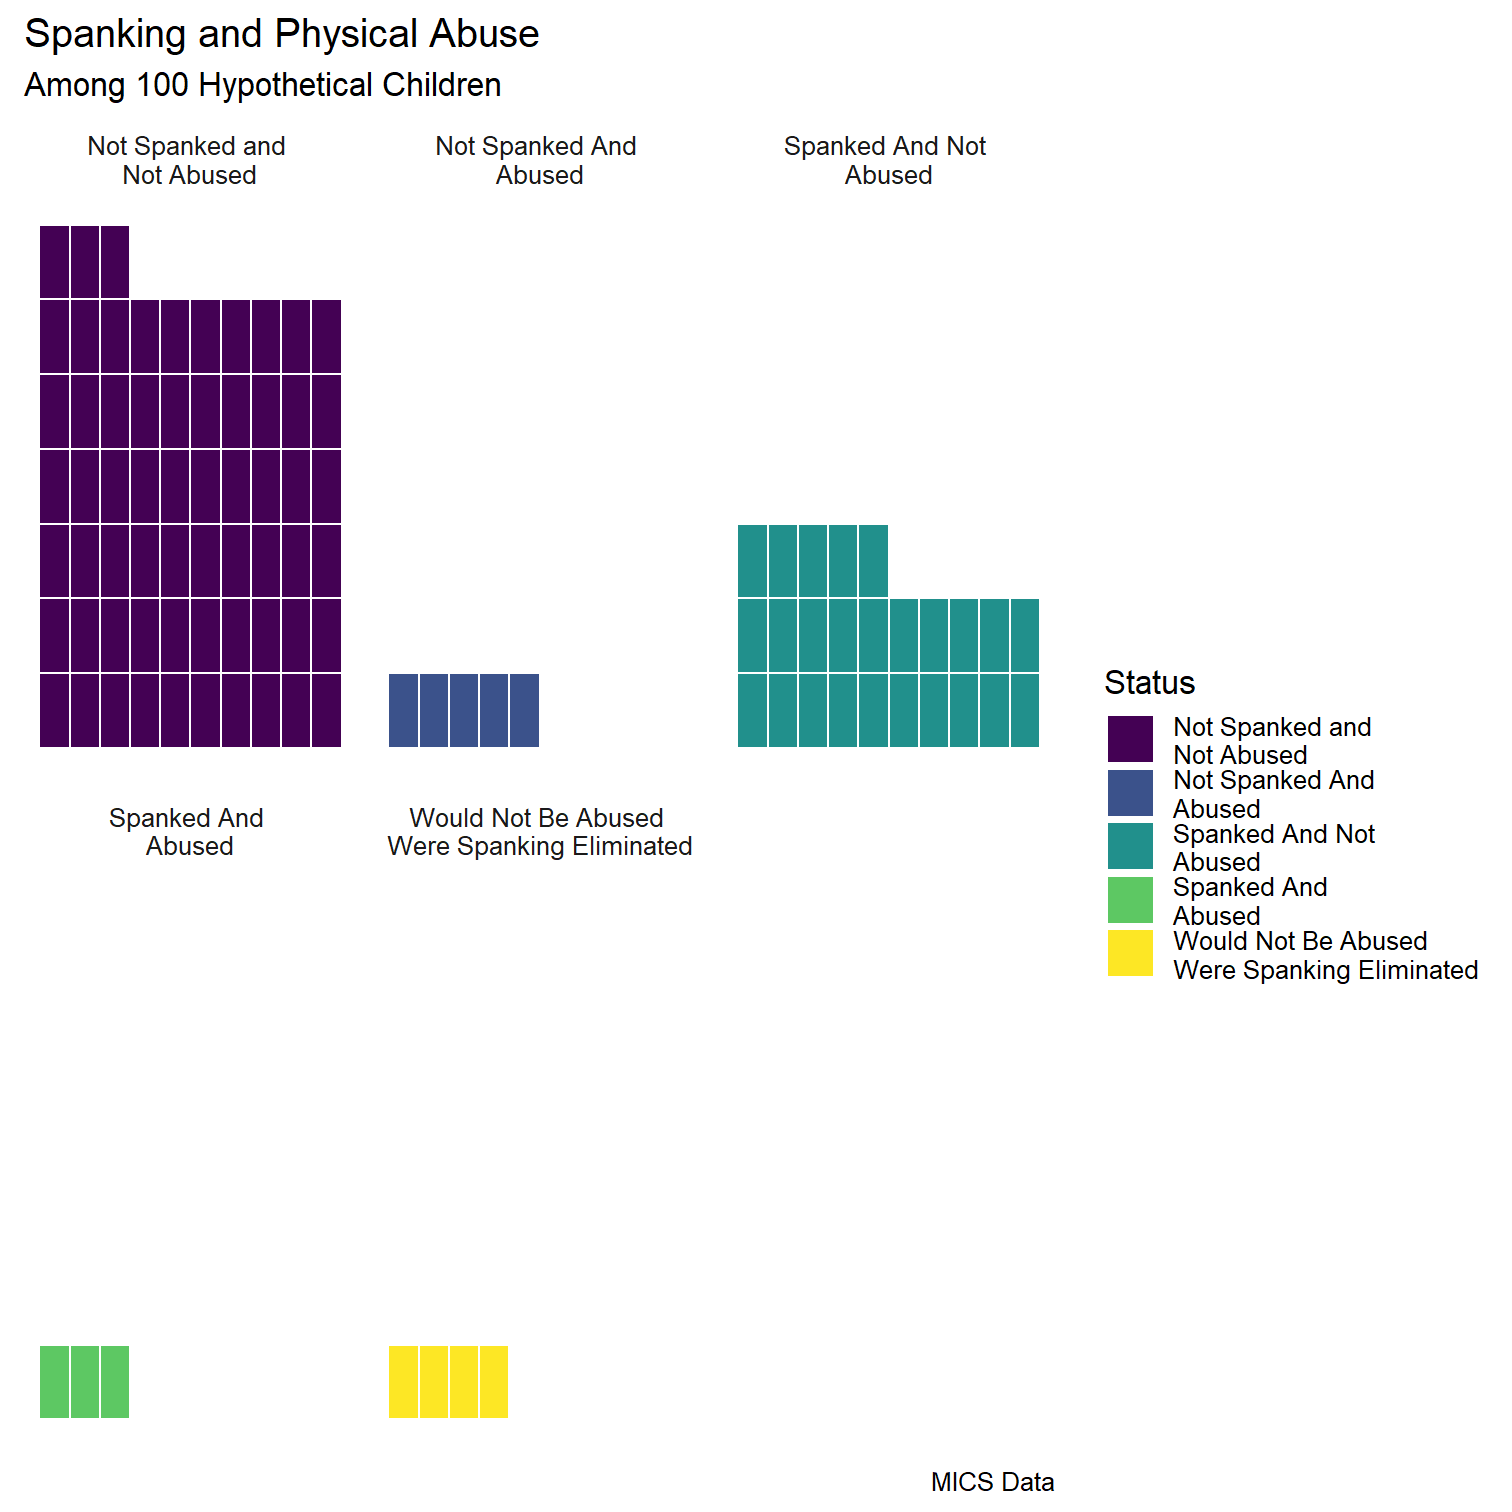 Spanking and Physical Abuse
Among 100 Hypothetical Children
Not Spanked and
Not Abused
Not Spanked And
Abused
Spanked And Not
Abused
Spanked And
Abused
Would Not Be Abused
Were Spanking Eliminated
Status
Not Spanked and
Not Abused
Not Spanked And
Abused
Spanked And Not
Abused
Spanked And
Abused
Would Not Be Abused
Were Spanking Eliminated
MICS Data